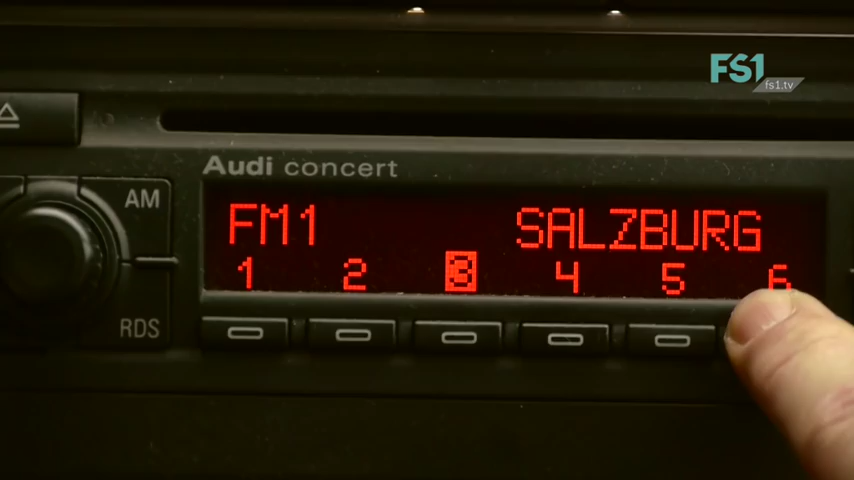 FS1
fs1.tv
Audi concert
AM
FM1 SALZBURG
1 2 3 4 5 6
RDS